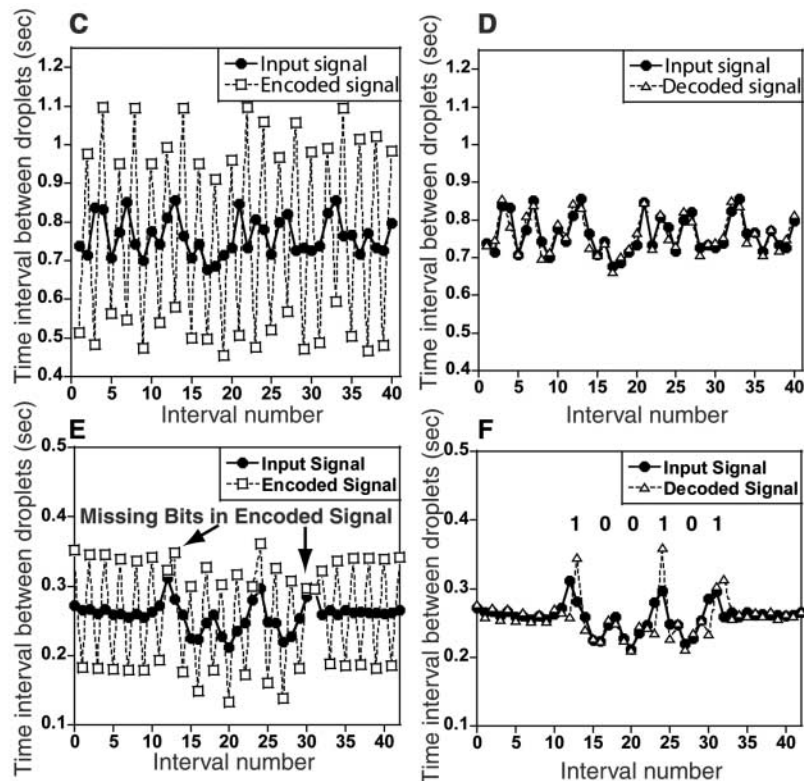 C
Time interval between droplets (sec)
1.2
1.1
1
0.9
0.8
0.7
0.6
0.5
0.4
Input signal
Encoded signal
0 5 10 15 20 25 30 35 40
Interval number
D
Time interval between droplets (sec)
1.2
1.1
1
0.9
0.8
0.7
0.6
0.5
0.4
Input signal
Decoded signal
0 5 10 15 20 25 30 35 40
Interval number
E
Time interval between droplets (sec)
0.5
0.4
0.3
0.2
0.1
Input Signal
Encoded Signal
Missing Bits in Encoded Signal
0 5 10 15 20 25 30 35 40
Interval number
F
Time interval between droplets (sec)
0.5
0.4
0.3
0.2
0.1
Input Signal
Decoded Signal
1 0 0 1 0 1
0 5 10 15 20 25 30 35 40
Interval number